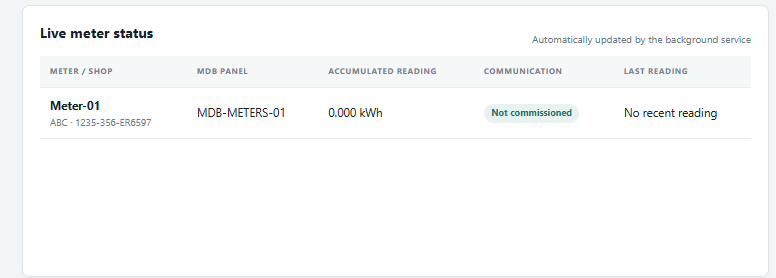 Live meter status
Automatically updated by the background service
METER / SHOP MDB PANEL ACCUMULATED READING COMMUNICATION LAST READING
Meter-01 MDB-METERS-01 0.000 kWh Not commissioned No recent reading
ABC · 1235-356-ER6597